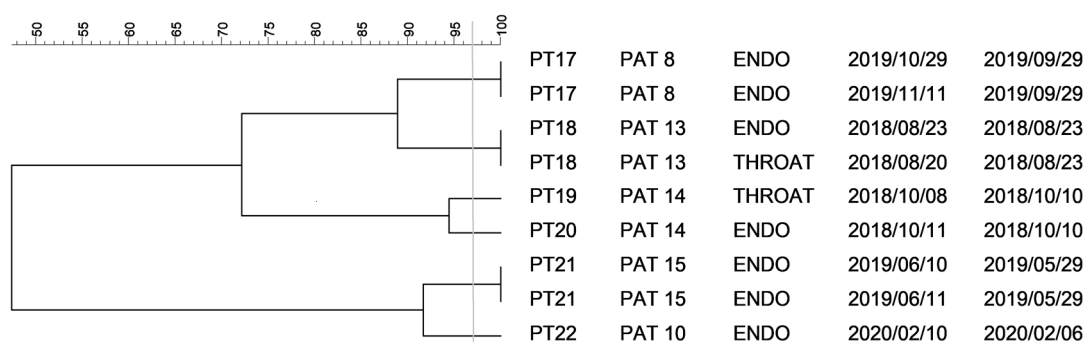 50 55 60 65 70 75 80 85 90 95 100
PT17 PAT 8 ENDO 2019/10/29 2019/09/29
PT17 PAT 8 ENDO 2019/11/11 2019/09/29
PT18 PAT 13 ENDO 2018/08/23 2018/08/23
PT18 PAT 13 THROAT 2018/08/20 2018/08/23
PT19 PAT 14 THROAT 2018/10/08 2018/10/10
PT20 PAT 14 ENDO 2018/10/11 2018/10/10
PT21 PAT 15 ENDO 2019/06/10 2019/05/29
PT21 PAT 15 ENDO 2019/06/11 2019/05/29
PT22 PAT 10 ENDO 2020/02/10 2020/02/06